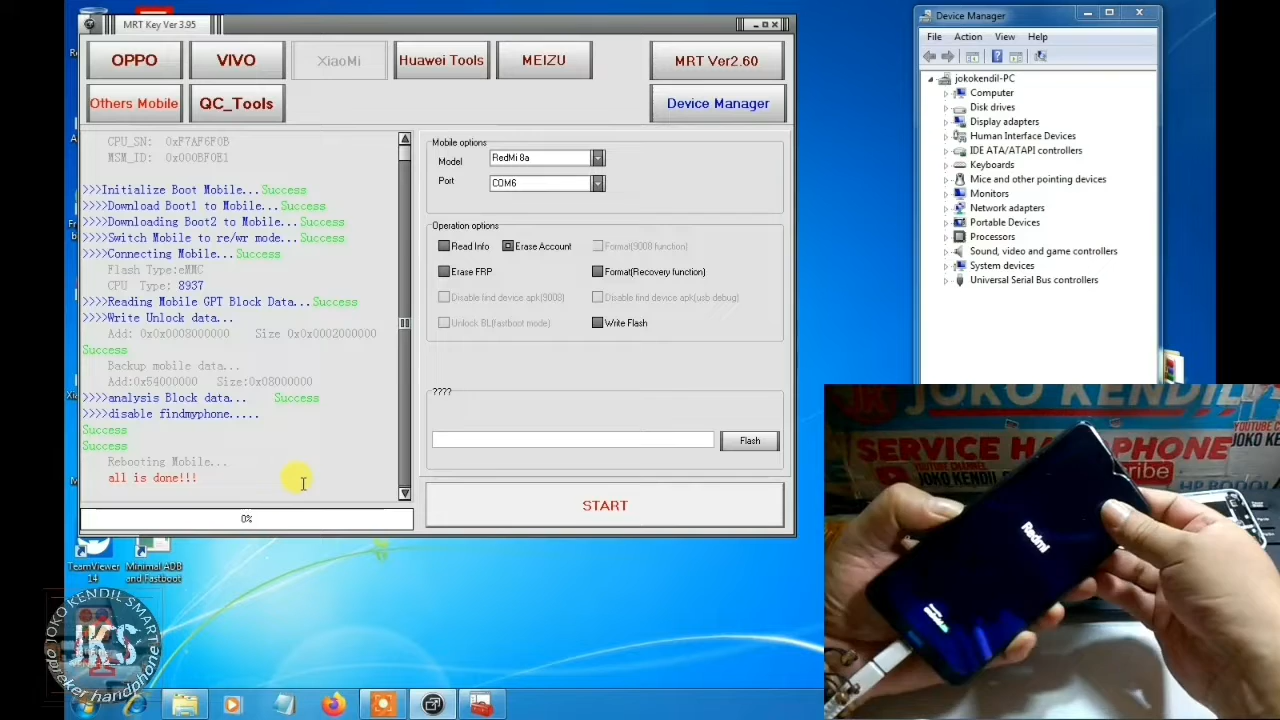 MRT Key Ver 3.95
OPPO
VIVO
XiaoMi
Huawei Tools
MEIZU
MRT Ver2.60
Others Mobile
QC_Tools
Device Manager
CPU_SN: 0xF7AF6F0B
MSM_ID: 0x000BF0E1
>>>>Initialize Boot Mobile...Success
>>>>Download Boot1 to Mobile...Success
>>>>Downloading Boot2 to Mobile...Success
>>>>Switch Mobile to re/wr mode...Success
>>>>Connecting Mobile...Success
Flash Type:eMMC
CPU Type: 8937
>>>>Reading Mobile GPT Block Data...Success
>>>>Write Unlock data...
Add: 0x0x0008000000 Size 0x0x0002000000
Success
Backup mobile data...
Add:0x54000000 Size:0x08000000
>>>>analysis Block data... Success
>>>>disable findmyphone.....
Success
Success
Rebooting Mobile...
all is done!!!
0%
Mobile options
Model
RedMi 8a
Port
COM6
Operation options
Read Info
Erase Account
Format(9008 function)
Erase FRP
Format(Recovery function)
Disable find device apk(9008)
Disable find device apk(usb debug)
Unlock BL(fastboot mode)
Write Flash
????
Flash
START
Device Manager
File
Action
View
Help
jokokendil-PC
Computer
Disk drives
Display adapters
Human Interface Devices
IDE ATA/ATAPI controllers
Keyboards
Mice and other pointing devices
Monitors
Network adapters
Portable Devices
Processors
Sound, video and game controllers
System devices
Universal Serial Bus controllers
TeamViewer
14
Minimal ADB
and Fastboot
JOKO KENDIL SMART
JKS
JOKO KENDIL
SERVICE HANDPHONE
Redmi